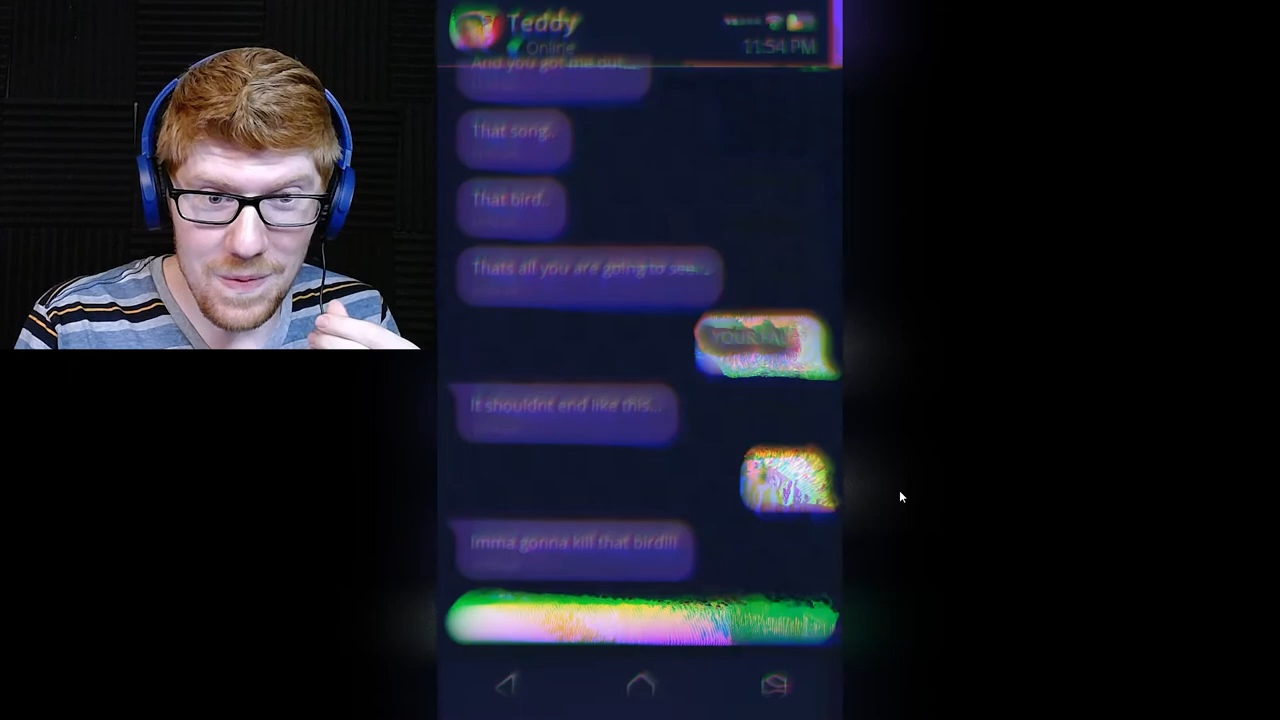 Teddy
Online
11:54 PM
And you got me out....
That song..
That bird..
Thats all you are going to see...
YOUR
It shouldnt end like this...
Imma gonna kill that bird!!!